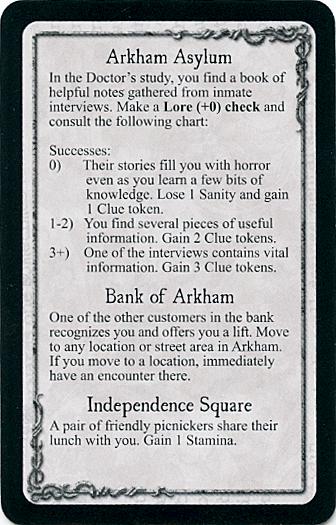 Arkham Asylum
In the Doctor's study, you find a book of
helpful notes gathered from inmate
interviews. Make a Lore (+0) check and
consult the following chart:
Successes:
0) Their stories fill you with horror
even as you learn a few bits of
knowledge. Lose 1 Sanity and gain
1 Clue token.
1-2) You find several pieces of useful
information. Gain 2 Clue tokens.
3+) One of the interviews contains vital
information. Gain 3 Clue tokens.
Bank of Arkham
One of the other customers in the bank
recognizes you and offers you a lift. Move
to any location or street area in Arkham.
If you move to a location, immediately
have an encounter there.
Independence Square
A pair of friendly picnickers share their
lunch with you. Gain 1 Stamina.